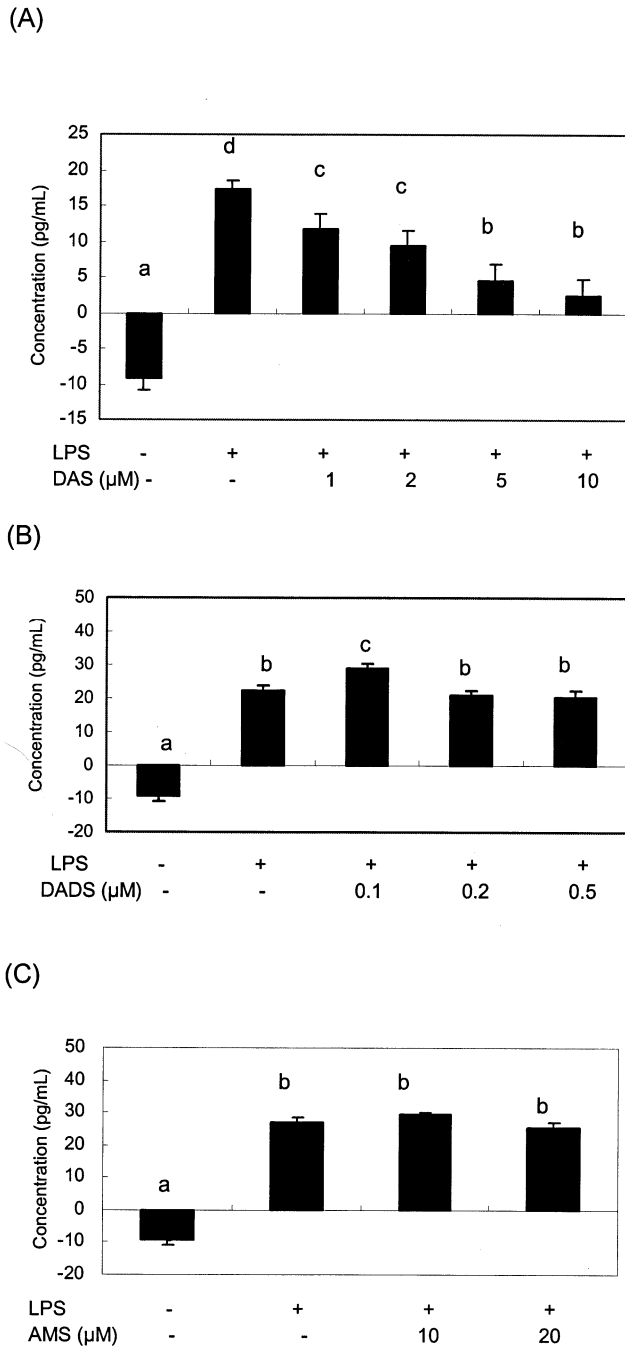 (A)
Concentration (pg/mL)
25
20
15
10
5
0
-5
-10
-15
a
d
c
c
b
b
LPS - + + + + +
DAS (µM) - - 1 2 5 10
(B)
Concentration (pg/mL)
50
40
30
20
10
0
-10
-20
a
b
c
b
b
LPS - + + + +
DADS (µM) - - 0.1 0.2 0.5
(C)
Concentration (pg/mL)
50
40
30
20
10
0
-10
-20
a
b
b
b
LPS - + + +
AMS (µM) - - 10 20